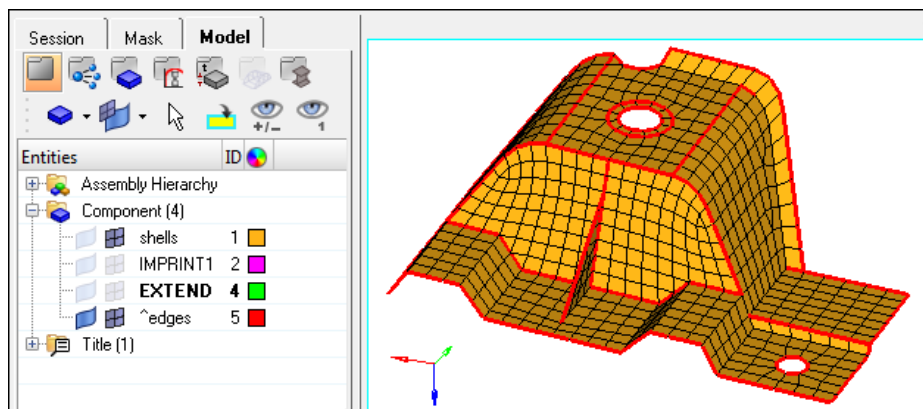 Session Mask Model
t
+/- 1
Entities ID
Assembly Hierarchy
Component (4)
shells 1
IMPRINT1 2
EXTEND 4
^edges 5
Title (1)